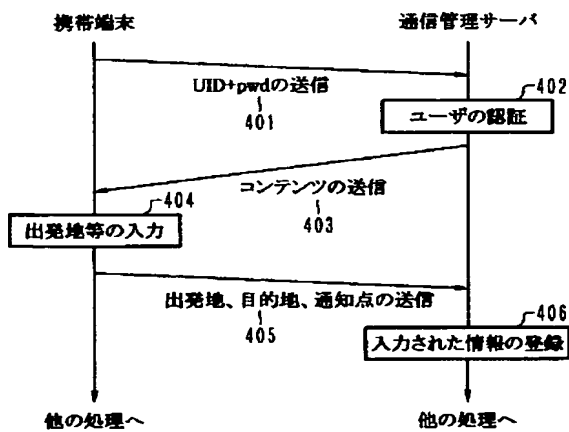 携帯端末
通信管理サーバ
UID+pwdの送信
401
402
ユーザの認証
コンテンツの送信
403
404
出発地等の入力
出発地、目的地、通知点の送信
405
406
入力された情報の登録
他の処理へ
他の処理へ